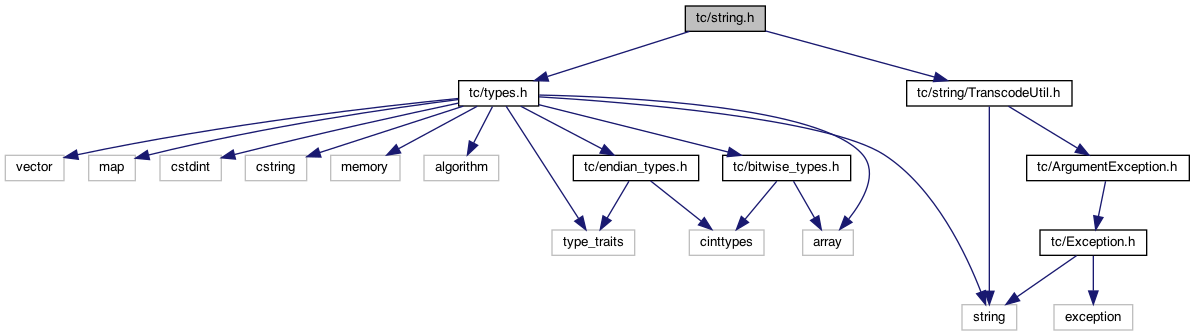 tc/string.h
tc/types.h
tc/string/TranscodeUtil.h
vector
map
cstdint
cstring
memory
algorithm
tc/endian_types.h
tc/bitwise_types.h
tc/ArgumentException.h
type_traits
cinttypes
array
tc/Exception.h
string
exception